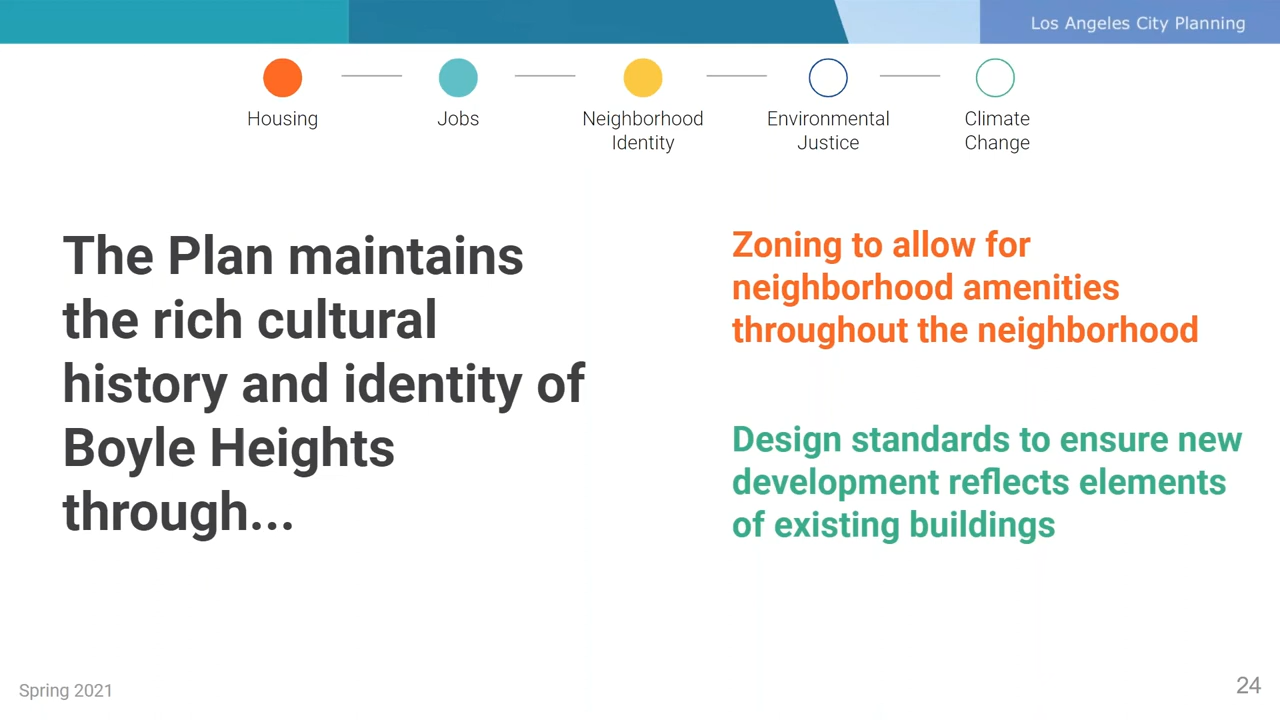 Los Angeles City Planning
Housing
Jobs
Neighborhood
Identity
Environmental
Justice
Climate
Change
The Plan maintains
the rich cultural
history and identity of
Boyle Heights
through...
Zoning to allow for
neighborhood amenities
throughout the neighborhood
Design standards to ensure new
development reflects elements
of existing buildings
Spring 2021
24